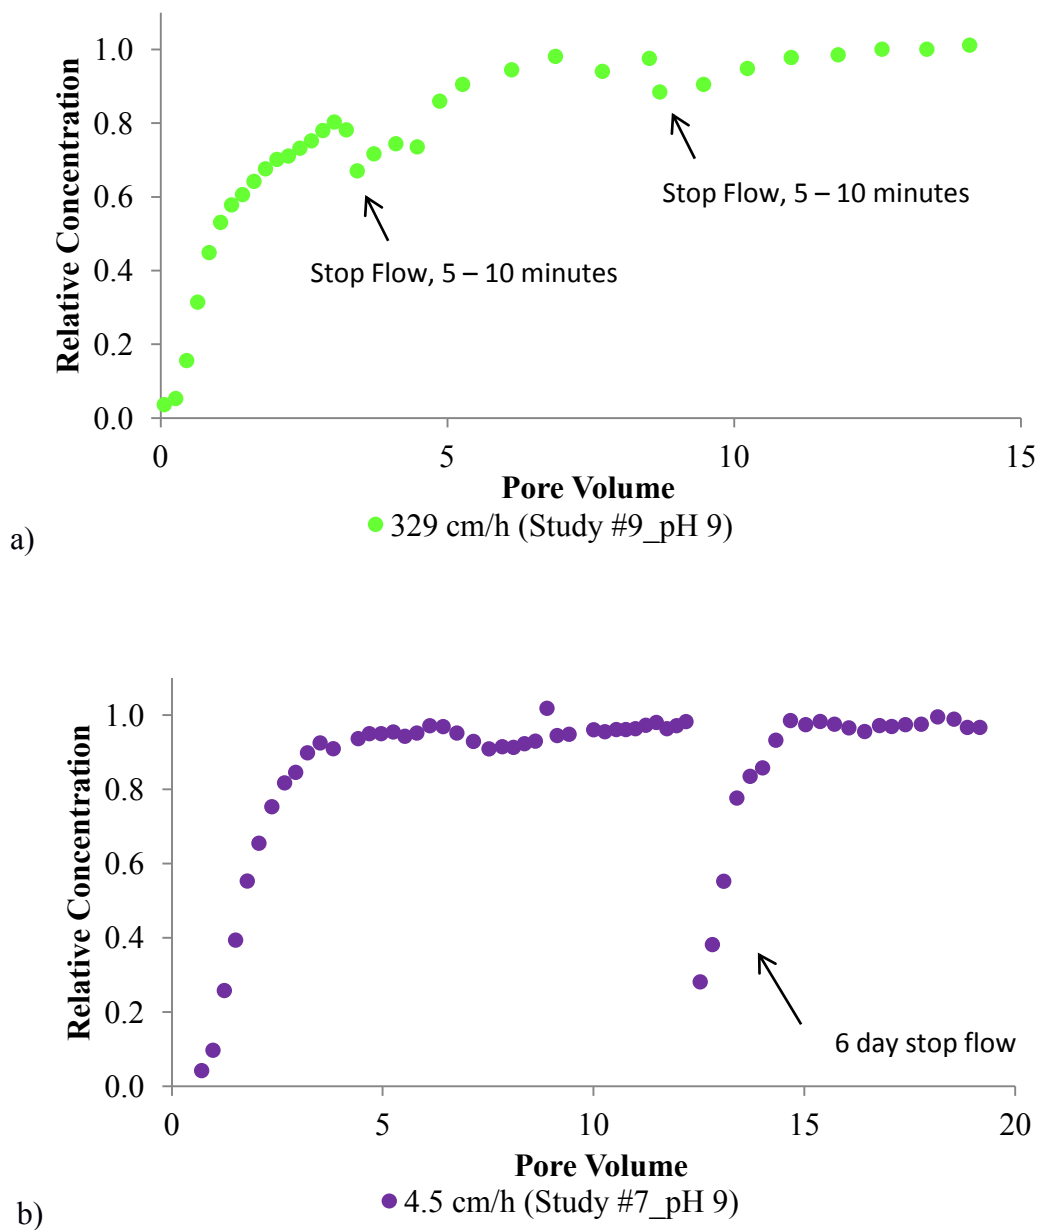 1.0
0.8
0.6
0.4
0.2
0.0
Relative Concentration
Stop Flow, 5 – 10 minutes
Stop Flow, 5 – 10 minutes
0 5 10 15
Pore Volume
329 cm/h (Study #9_pH 9)
a)
1.0
0.8
0.6
0.4
0.2
0.0
Relative Concentration
6 day stop flow
0 5 10 15 20
Pore Volume
4.5 cm/h (Study #7_pH 9)
b)